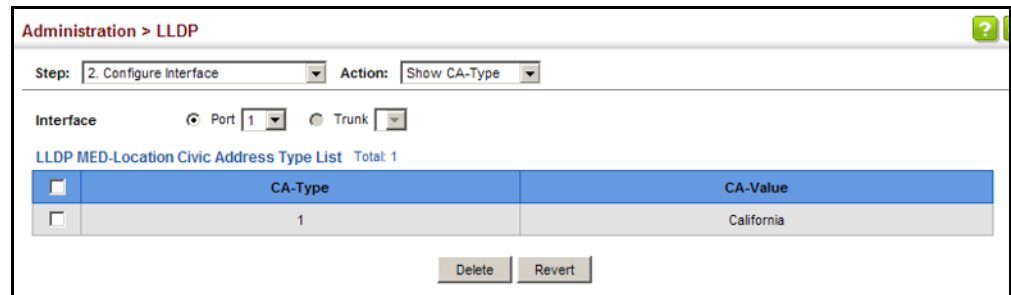 Administration > LLDP
?
Step: 2. Configure Interface Action: Show CA-Type
Interface Port 1 Trunk
LLDP MED-Location Civic Address Type List Total: 1
CA-Type CA-Value
1 California
Delete Revert